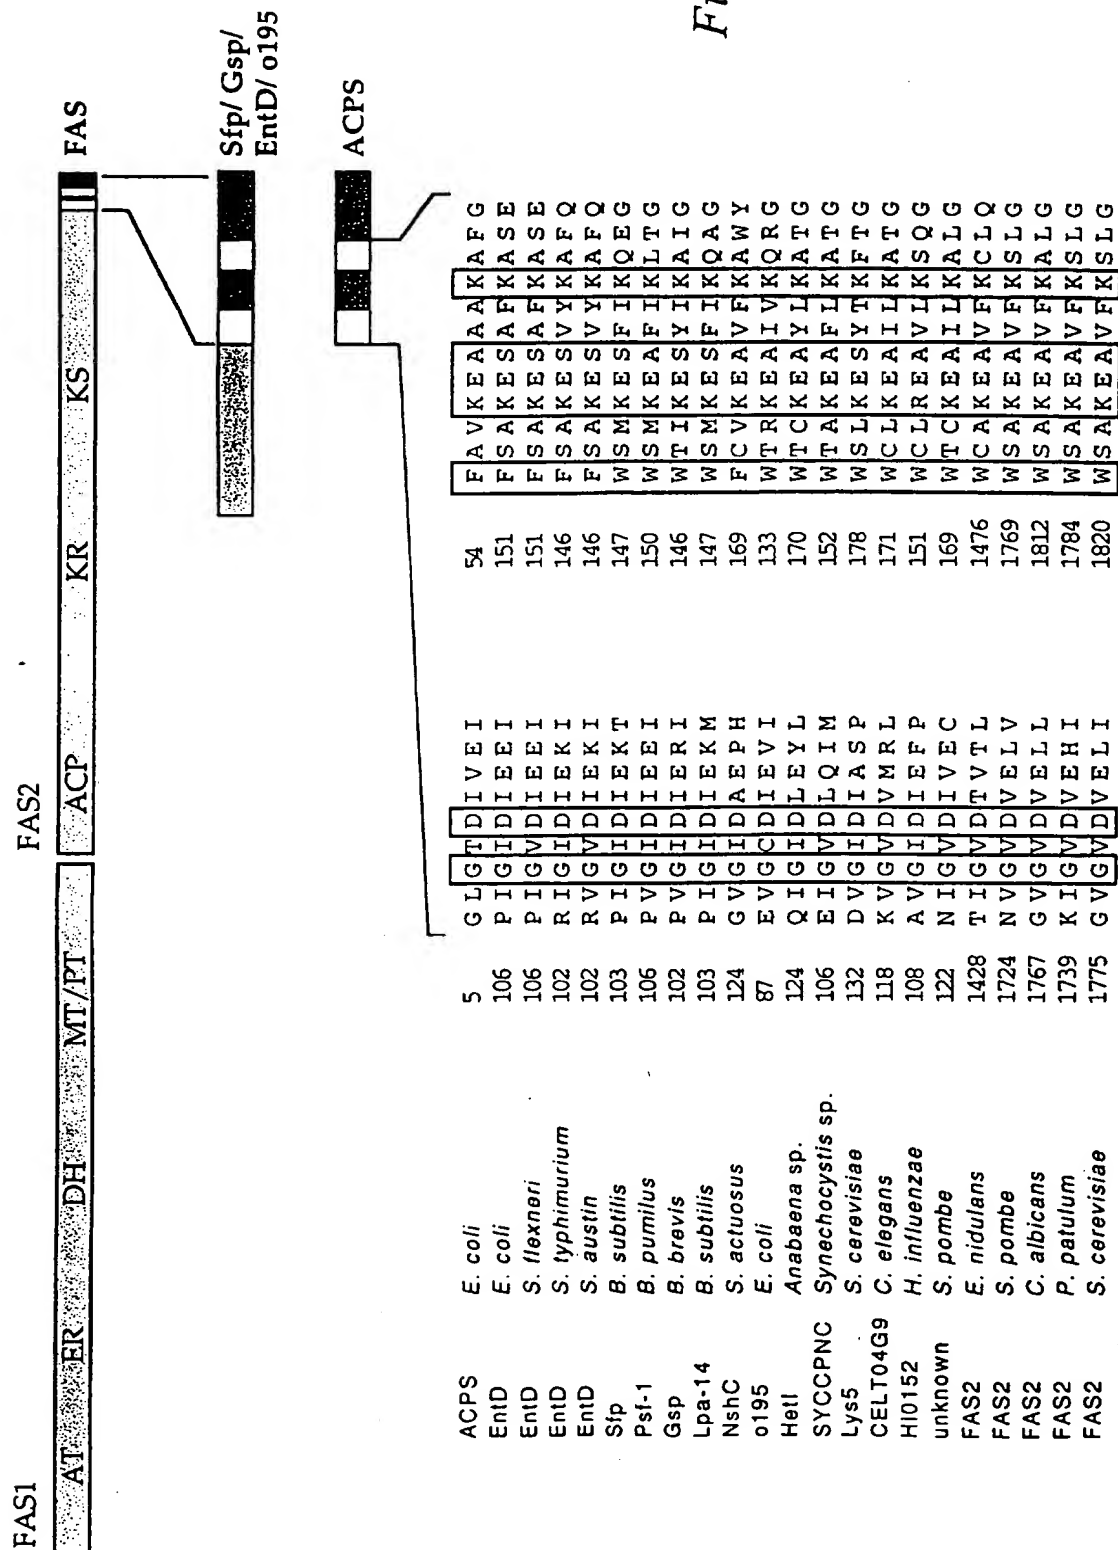 FAS1 FAS2
AT ER DH MT/PT ACP KR KS FAS
Sfp/ Gsp/
EntD/ o195
ACPS
ACPS E. coli 5 G L G T D I V E I 54 F A V K E A A A K A F G
EntD E. coli 106 P I G I D I E E I 151 F S A K E S A F K A S E
EntD S. flexneri 106 P I G V D I E E I 151 F S A K E S A F K A S E
EntD S. typhimurium 102 R I G I D I E K I 146 F S A K E S V Y K A F Q
EntD S. austin 102 R V G V D I E K I 146 F S A K E S V Y K A F Q
Sfp B. subtilis 103 P I G I D I E K T 147 W S M K E S F I K Q E G
Psf-1 B. pumilus 106 P V G I D I E E I 150 W S M K E A F I K L T G
Gsp B. brevis 102 P V G I D I E R I 146 W T I K E S Y I K A I G
Lpa-14 B. subtilis 103 P I G I D I E K M 147 W S M K E S F I K Q A G
NshC S. actuosus 124 G V G I D A E P H 169 F C V K E A V F K A W Y
o195 E. coli 87 E V G C D I E V I 133 W T R K E A I V K Q R G
HetI Anabaena sp. 124 Q I G I D L E Y L 170 W T C K E A Y L K A T G
SYCCPNC Synechocystis sp. 106 E I G V D L Q I M 152 W T A K E A F L K A T G
Lys5 S. cerevisiae 132 D V G I D I A S P 178 W S L K E S Y T K F T G
CELT04G9 C. elegans 118 K V G V D V M R L 171 W C L K E A I L K A T G
HI0152 H. influenzae 108 A V G I D I E F P 151 W C L R E A V L K S Q G
unknown S. pombe 122 N I G V D I V E C 169 W T C K E A I L K A L G
FAS2 E. nidulans 1428 T I G V D T V T L 1476 W C A K E A V F K C L Q
FAS2 S. pombe 1724 N V G V D V E L V 1769 W S A K E A V F K S L G
FAS2 C. albicans 1767 G V G V D V E L L 1812 W S A K E A V F K A L G
FAS2 P. patulum 1739 K I G V D V E H I 1784 W S A K E A V F K S L G
FAS2 S. cerevisiae 1775 G V G V D V E L I 1820 W S A K E A V F K S L G